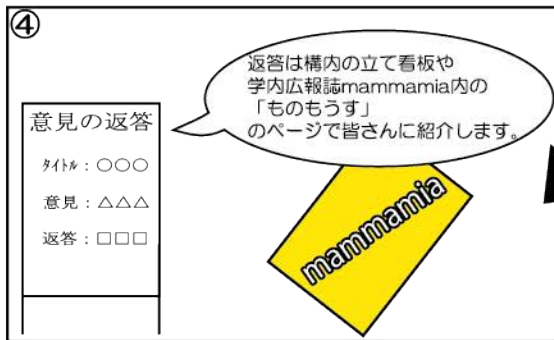 ④
返答は構内の立て看板や
学内広報誌mammamia内の
「ものもうす」
のページで皆さんに紹介します。
意見の返答
ﾀｲﾄﾙ：○○○
意見：△△△
返答：□□□
mammamia